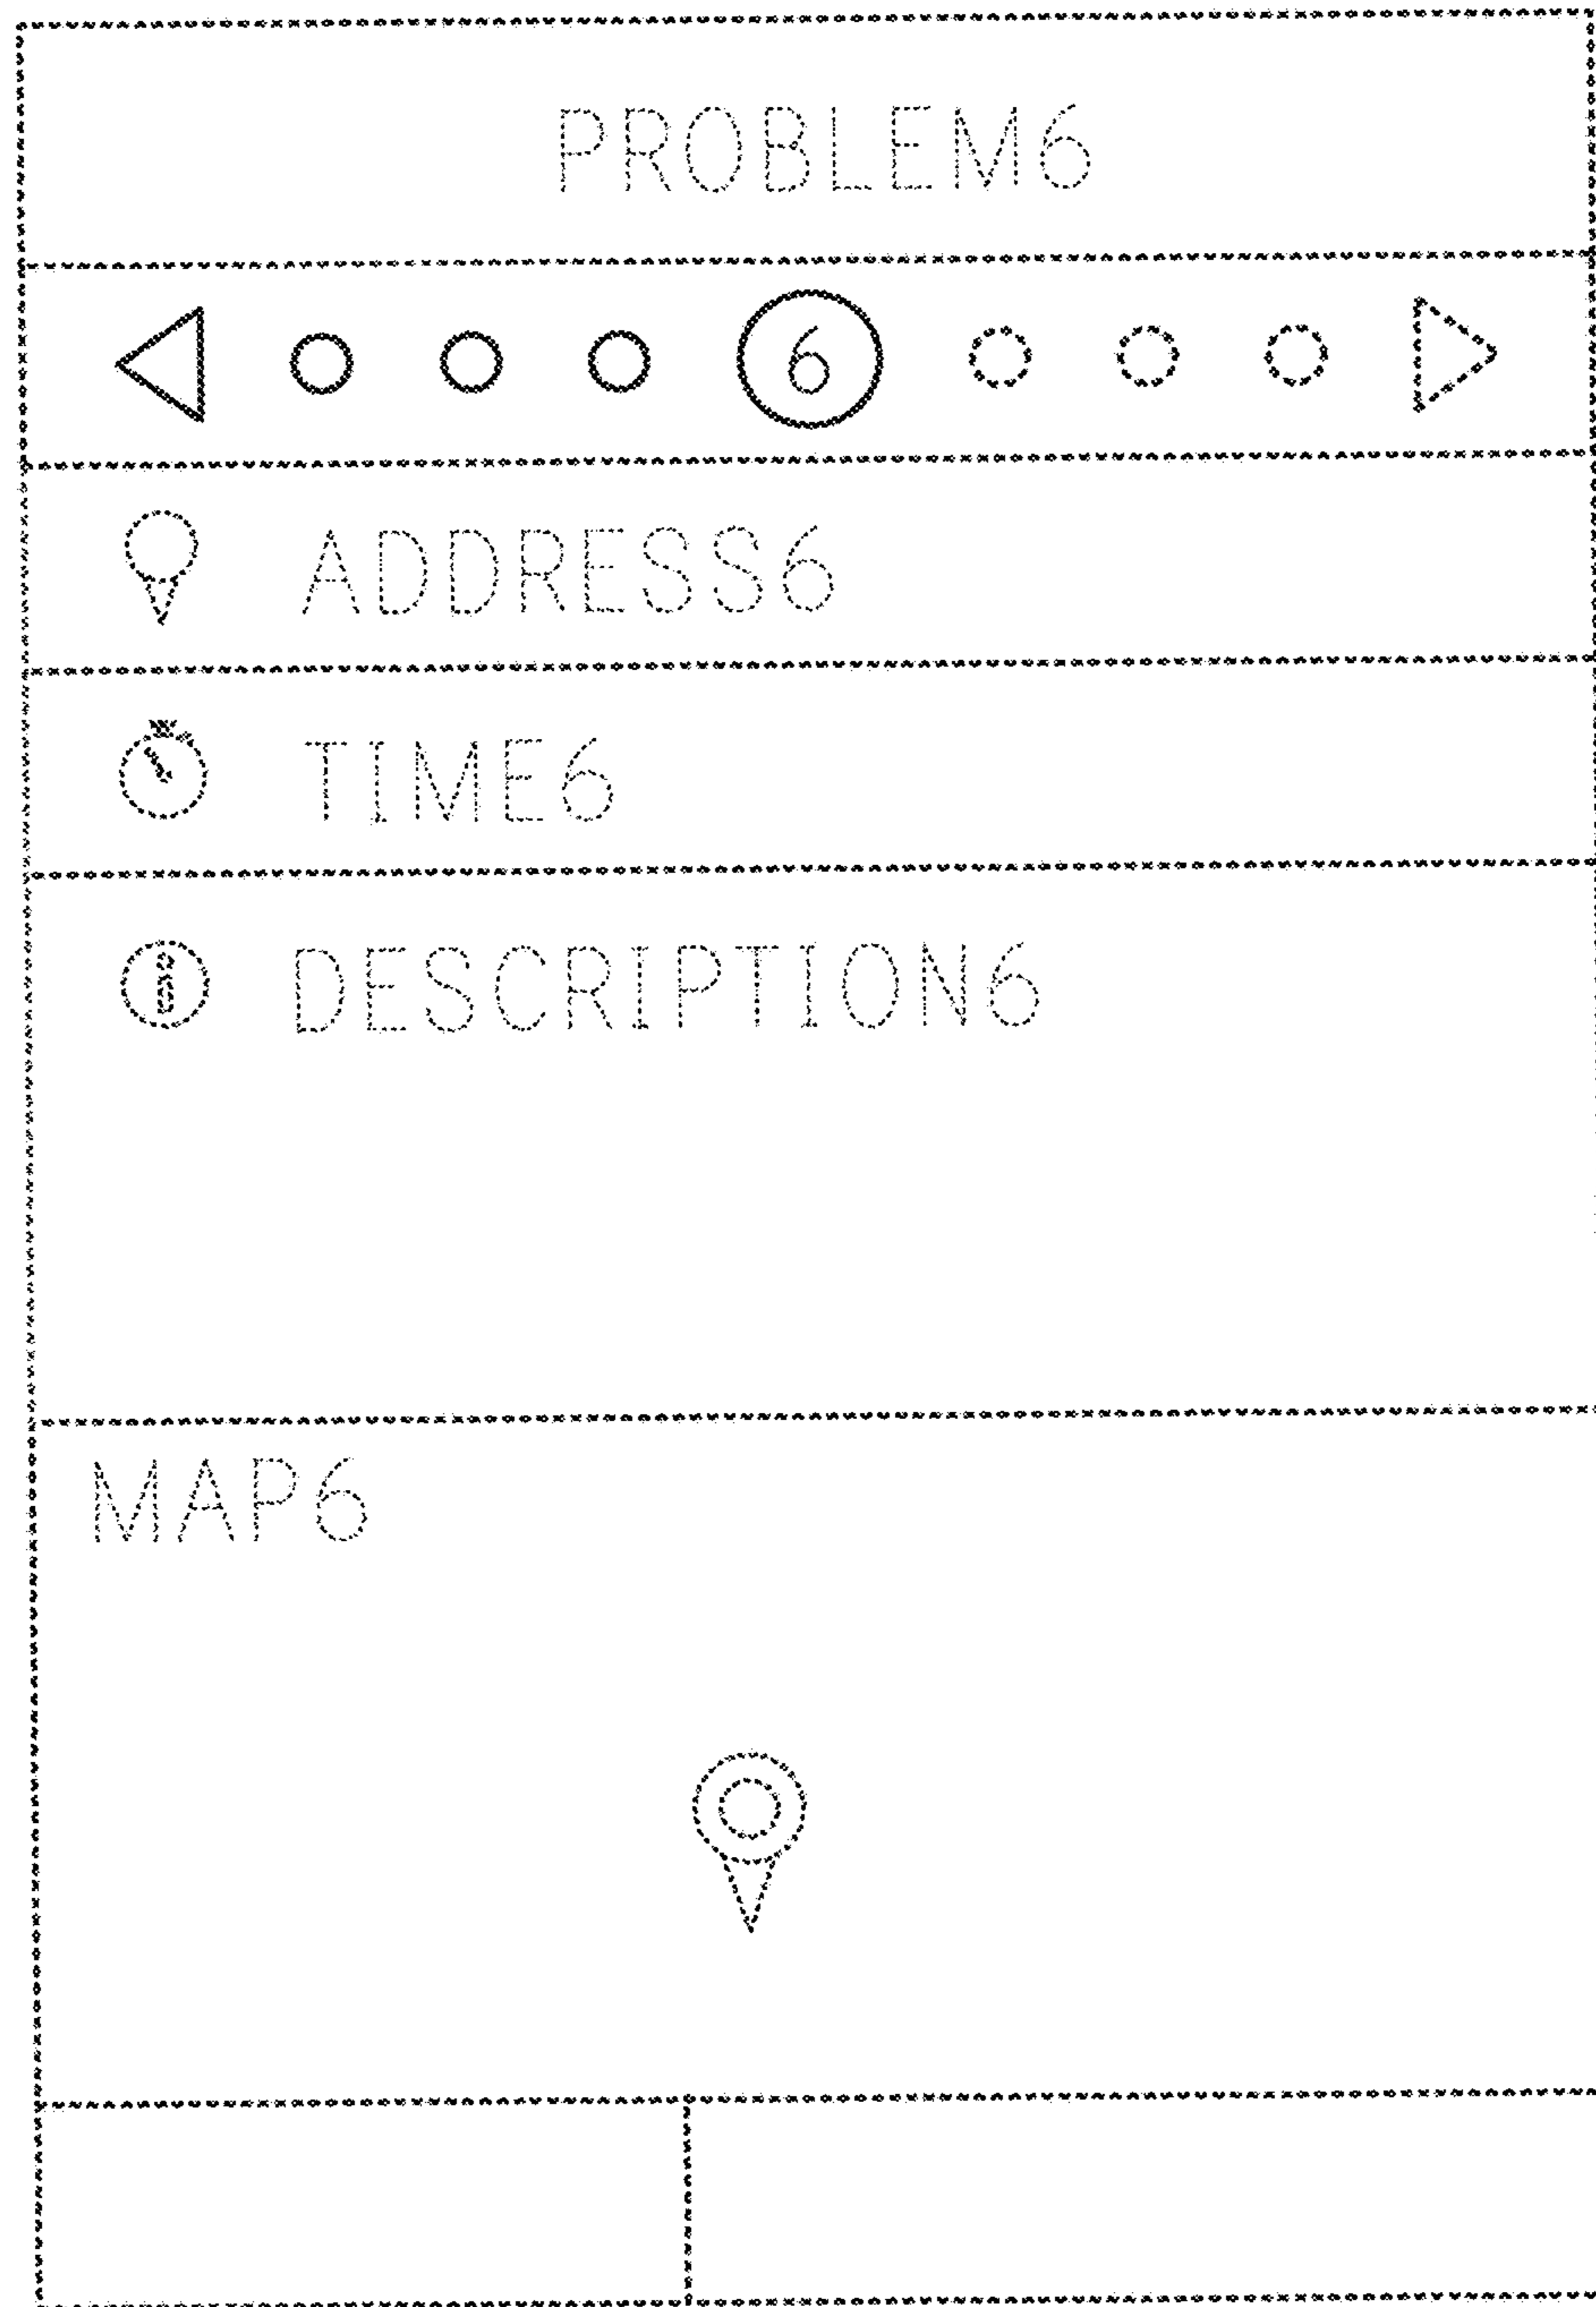 PROBLEM6
6
ADDRESS6
TIME6
i DESCRIPTION6
MAP6